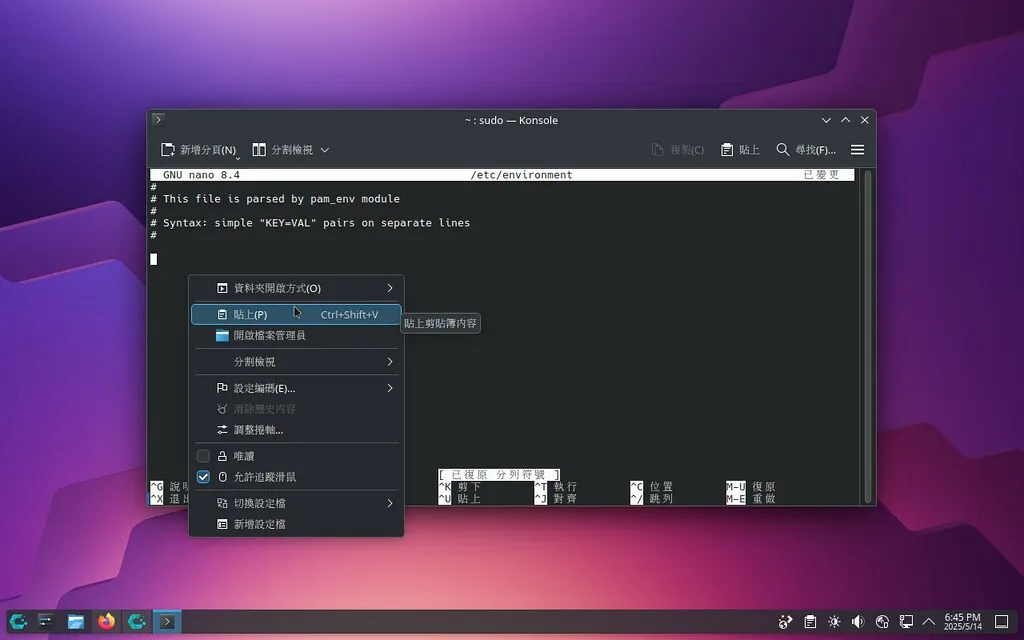 ~ : sudo — Konsole
新增分頁(N) 分割檢視 複製(C) 貼上 尋找(F)...
GNU nano 8.4 /etc/environment 已變更
#
# This file is parsed by pam_env module
#
# Syntax: simple "KEY=VAL" pairs on separate lines
#
資料夾開啟方式(O)
貼上(P) Ctrl+Shift+V
貼上剪貼簿內容
開啟檔案管理員
分割檢視
設定編碼(E)...
清除歷史內容
調整捲軸...
唯讀
允許追蹤滑鼠
切換設定檔
新增設定檔
[ 已復原 分列符號 ]
^G 說明 ^K 剪下 ^T 執行 ^C 位置 M-U 復原
^X 退出 ^U 貼上 ^J 對齊 ^/ 跳列 M-E 重做
6:45 PM
2025/5/14